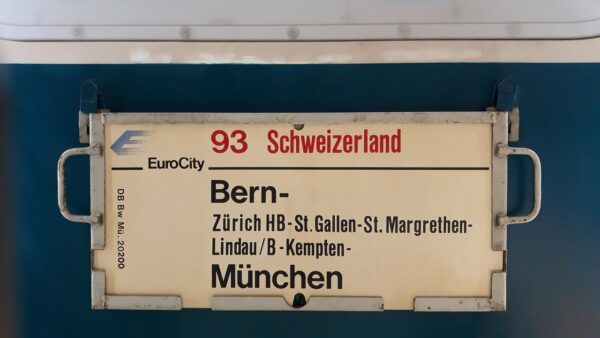 93 Schweizerland
EuroCity
Bern-
Zürich HB-St. Gallen-St. Margrethen-
Lindau/B-Kempten-
München
DB Bw Mü. 20200